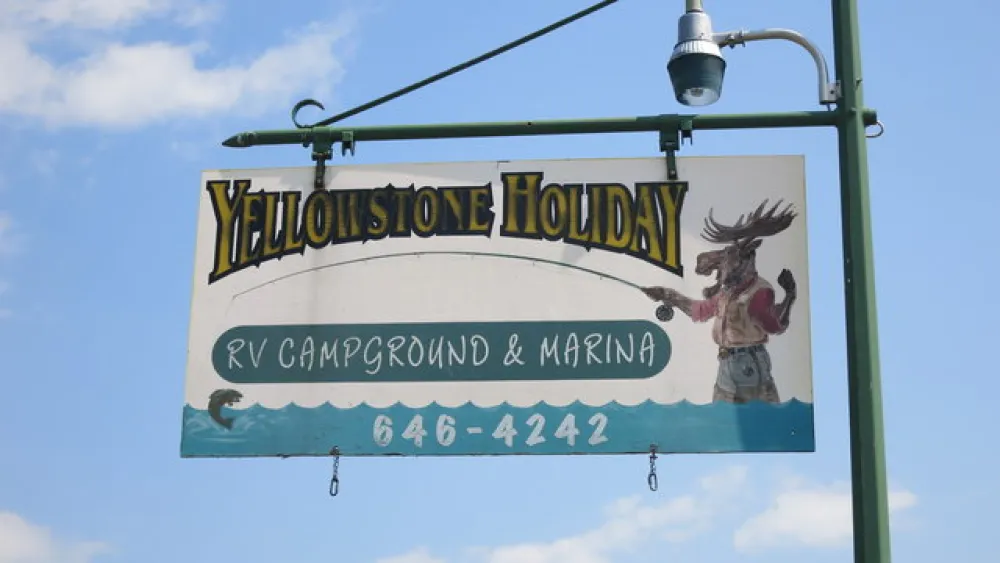 YELLOWSTONE HOLIDAY
RV CAMPGROUND & MARINA
646-4242